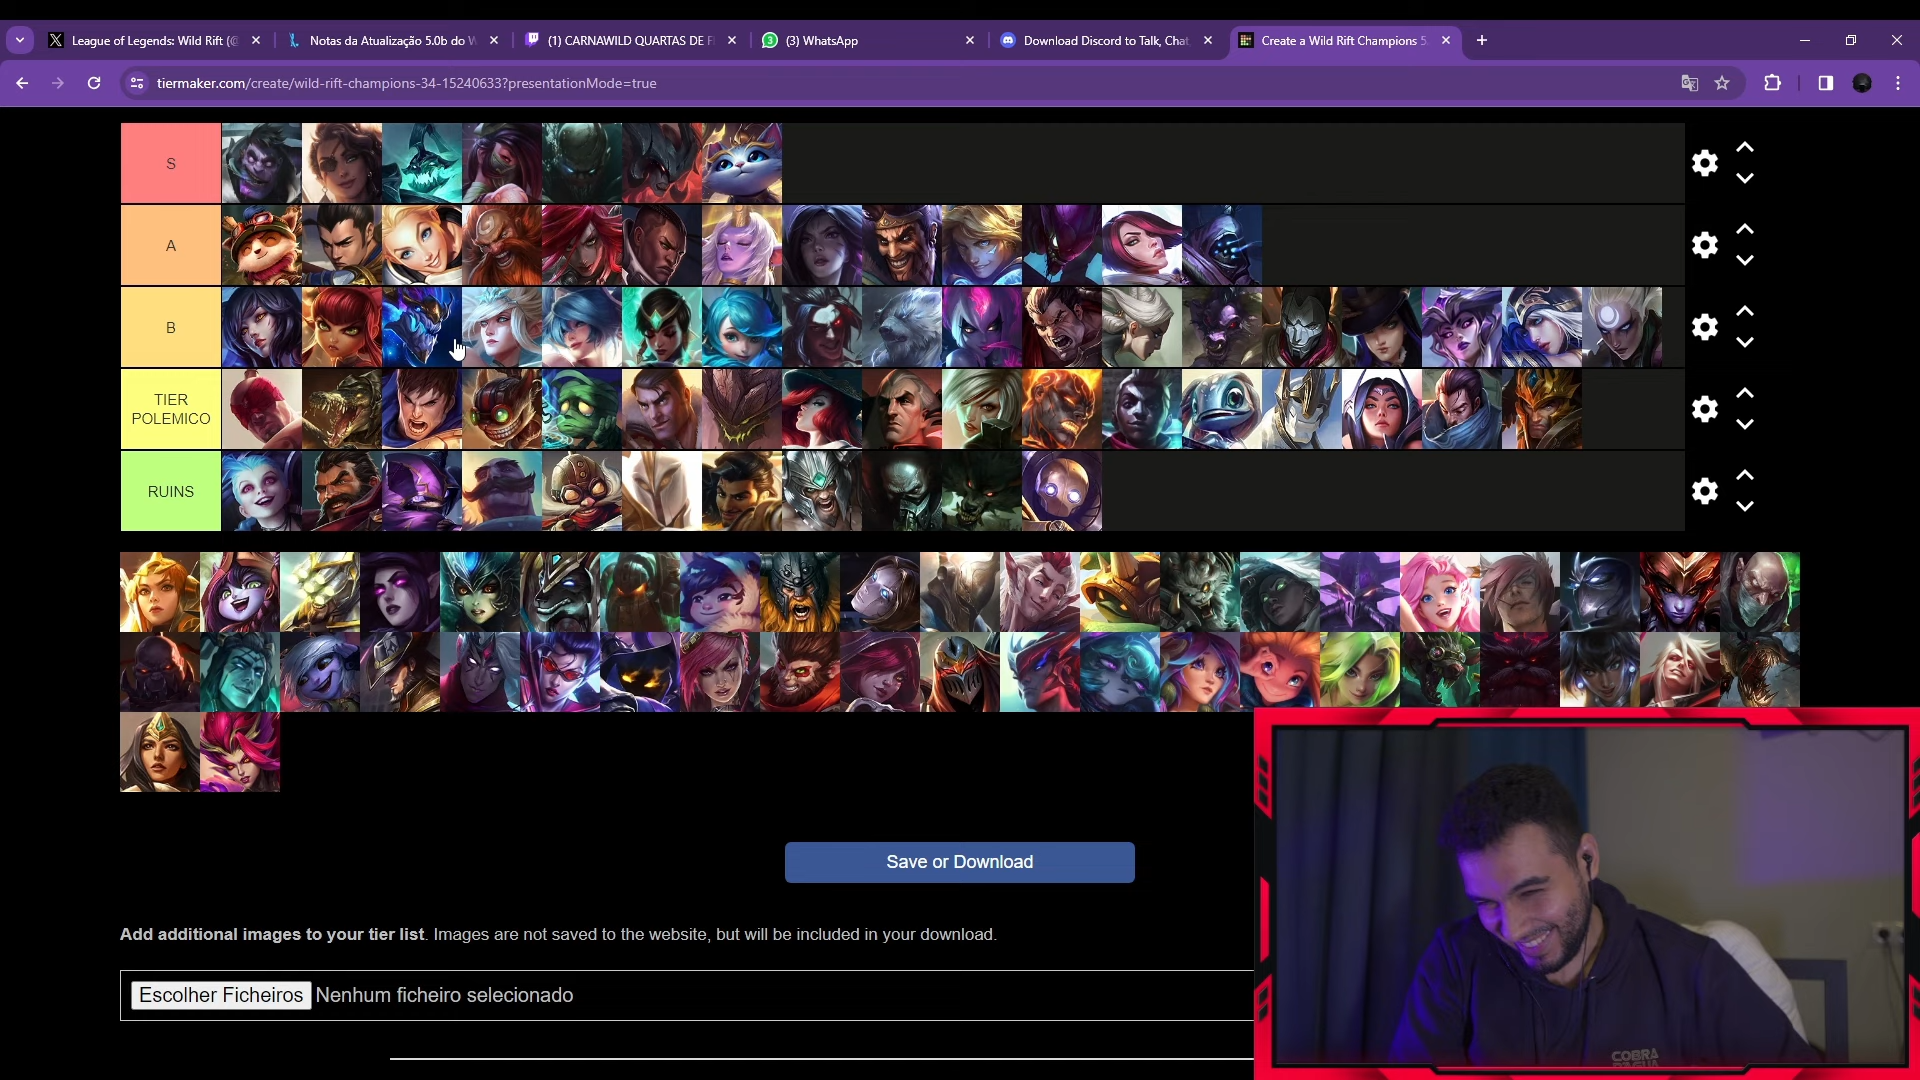 League of Legends: Wild Rift (@
Notas da Atualização 5.0b do W
(1) CARNAWILD QUARTAS DE F
3
(3) WhatsApp
Download Discord to Talk, Chat,
Create a Wild Rift Champions 5
tiermaker.com/create/wild-rift-champions-34-15240633?presentationMode=true
S
A
B
TIER
POLEMICO
RUINS
Save or Download
Add additional images to your tier list. Images are not saved to the website, but will be included in your download.
Escolher Ficheiros Nenhum ficheiro selecionado
COBRA
D'AGUA